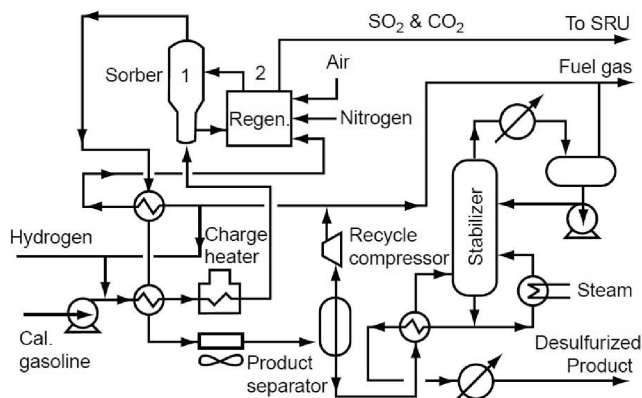 SO2 & CO2
To SRU
Air
Fuel gas
Sorber
1
2
Regen.
Nitrogen
Stabilizer
Hydrogen
Charge
heater
Recycle
compressor
Steam
Cal.
gasoline
Product
separator
Desulfurized
Product